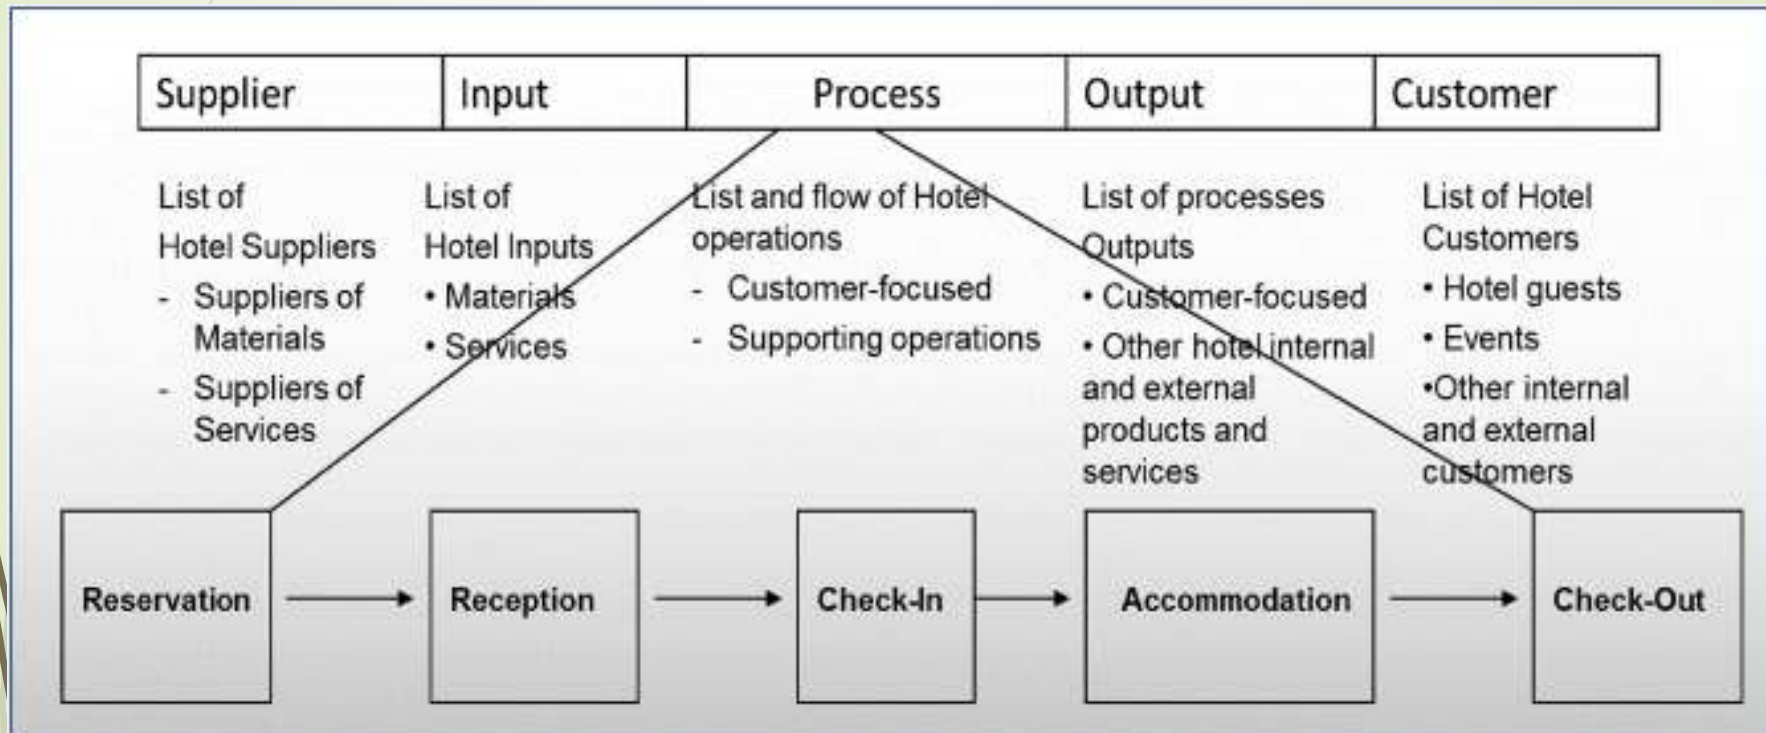 Supplier Input Process Output Customer
List of
Hotel Suppliers
- Suppliers of
Materials
- Suppliers of
Services
List of
Hotel Inputs
• Materials
• Services
List and flow of Hotel
operations
- Customer-focused
- Supporting operations
List of processes
Outputs
• Customer-focused
• Other hotel internal
and external
products and
services
List of Hotel
Customers
• Hotel guests
• Events
•Other internal
and external
customers
Reservation Reception Check-In Accommodation Check-Out